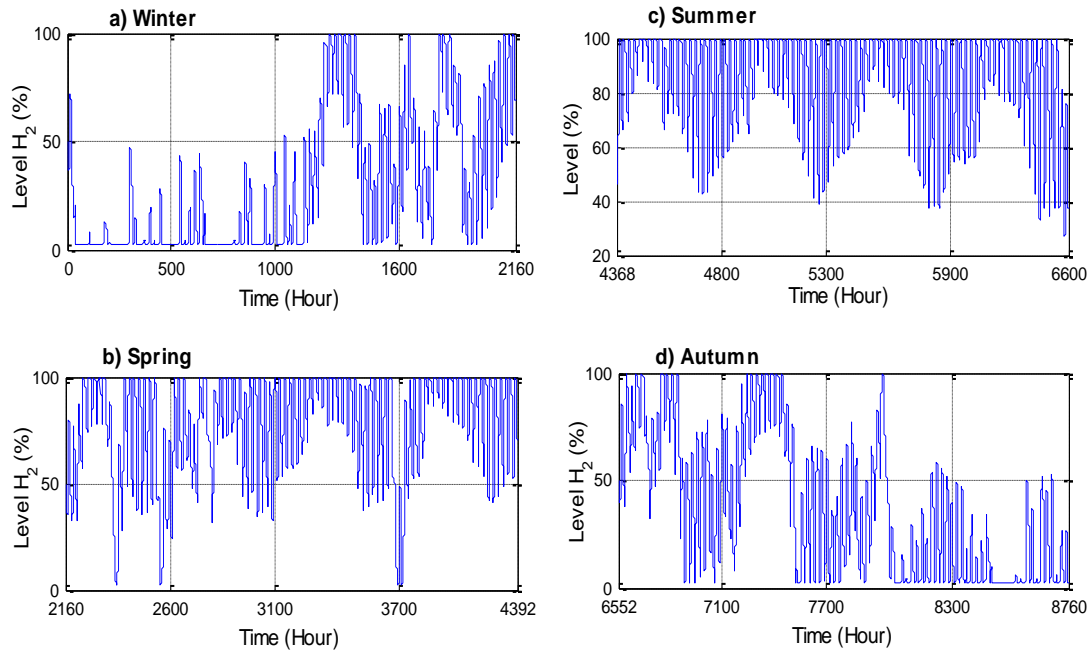 a) Winter
100
50
0
Level H2 (%)
0 500 1000 1600 2160
Time (Hour)
c) Summer
100
80
60
40
20
Level (%)
4368 4800 5300 5900 6600
Time (Hour)
b) Spring
100
50
0
Level H2 (%)
2160 2600 3100 3700 4392
Time (Hour)
d) Autumn
100
50
0
Level H2 (%)
6552 7100 7700 8300 8760
Time (Hour)